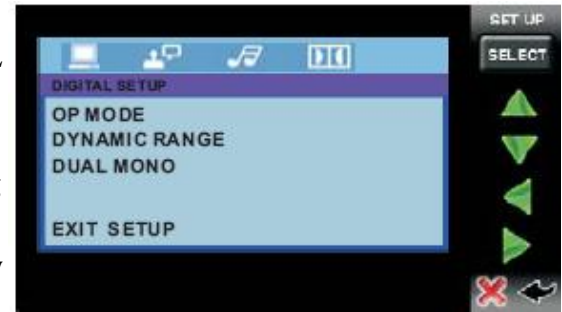 SET UP
SELECT
DIGITAL SETUP
OP MODE
DYNAMIC RANGE
DUAL MONO
EXIT SETUP